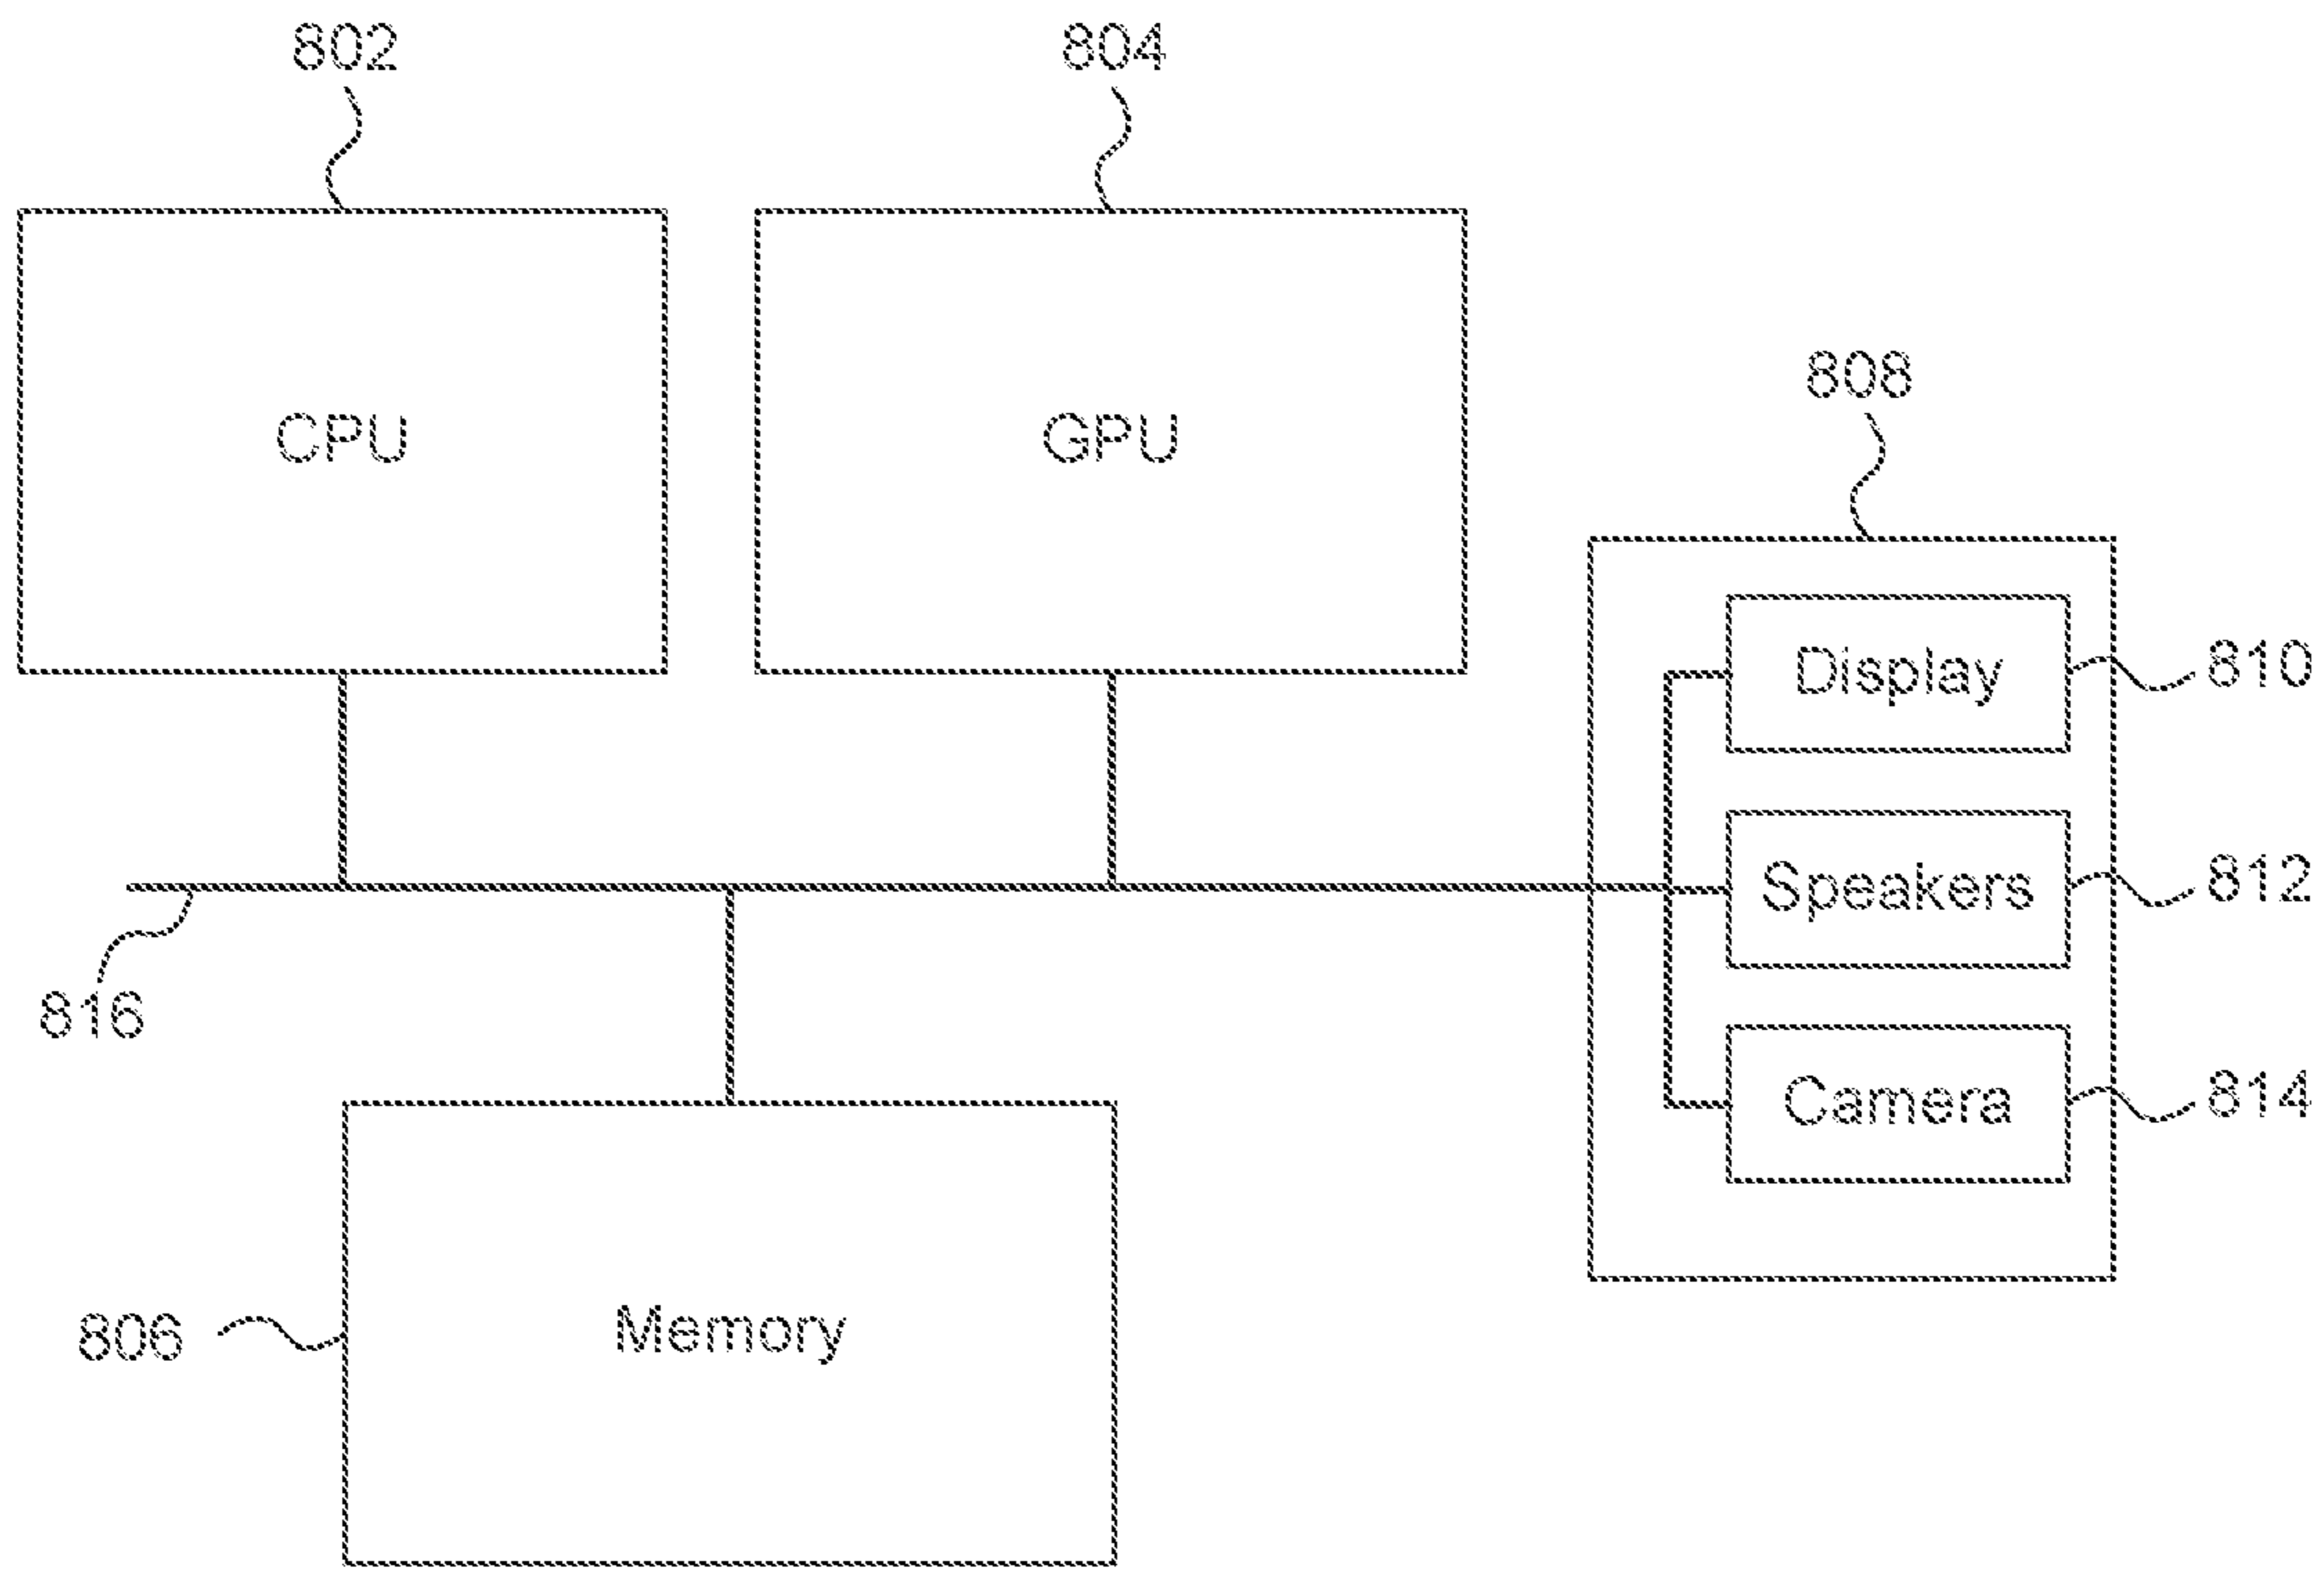 802
804
CPU
GPU
808
Display
810
Speakers
812
816
Camera
814
806
Memory